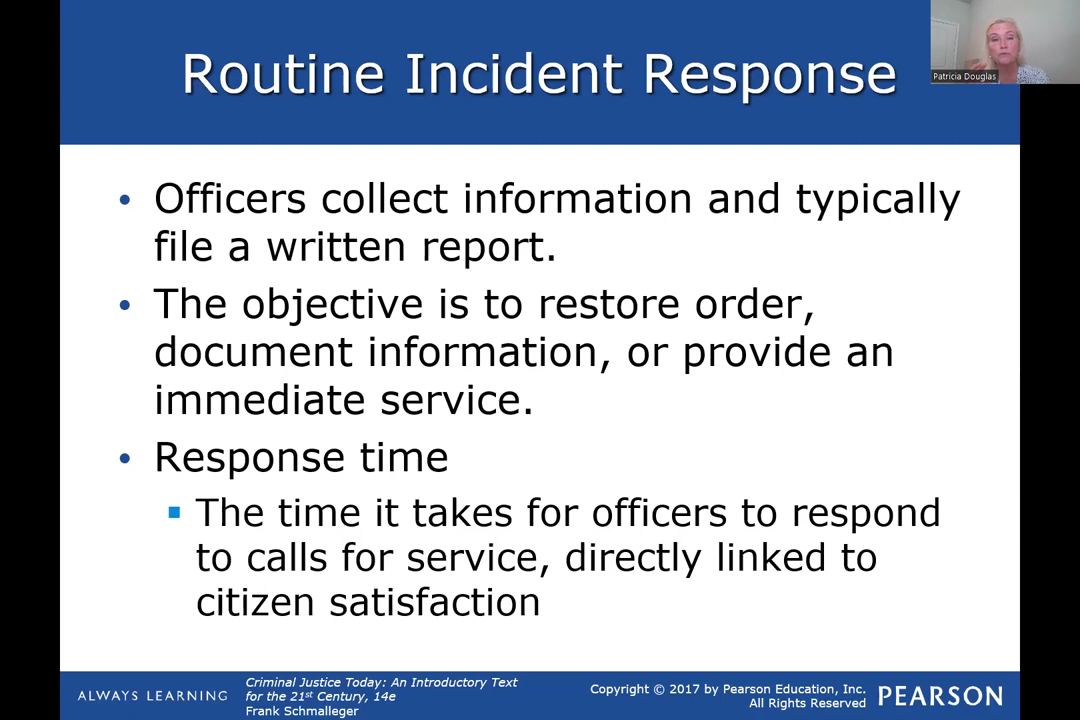 Routine Incident Response
Patricia Douglas
• Officers collect information and typically
file a written report.
• The objective is to restore order,
document information, or provide an
immediate service.
• Response time
▪ The time it takes for officers to respond
to calls for service, directly linked to
citizen satisfaction
ALWAYS LEARNING
Criminal Justice Today: An Introductory Text
for the 21st Century, 14e
Frank Schmalleger
Copyright © 2017 by Pearson Education, Inc.
All Rights Reserved
PEARSON